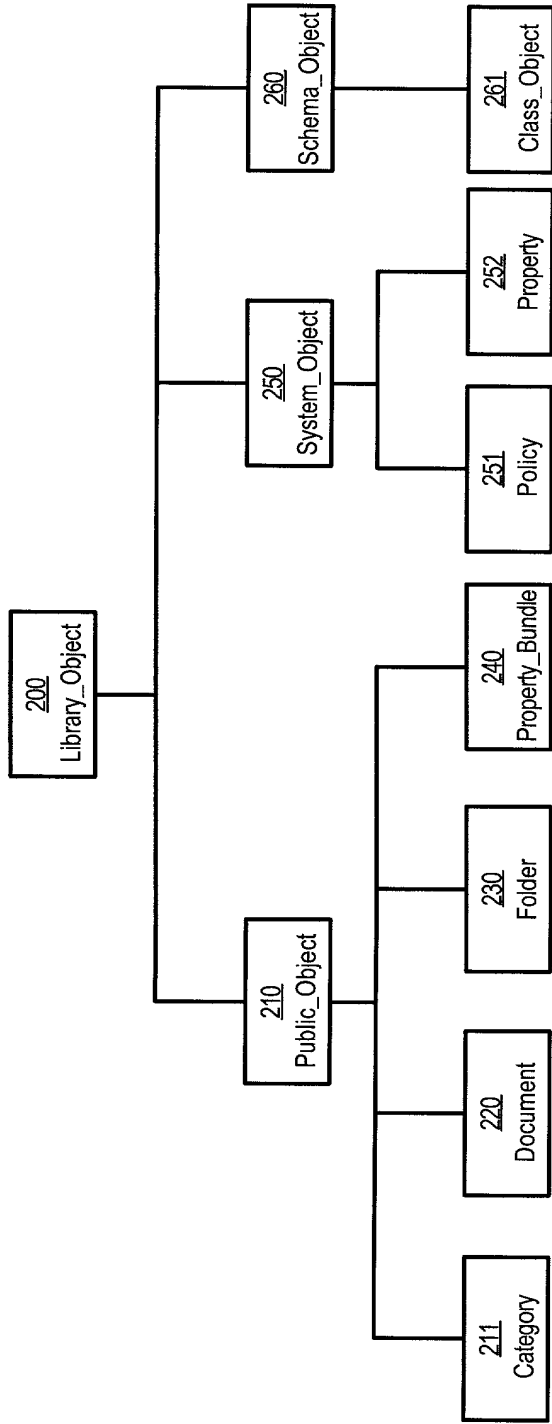 200
Library_Object
210
Public_Object
250
System_Object
260
Schema_Object
211
Category
220
Document
230
Folder
240
Property_Bundle
251
Policy
252
Property
261
Class_Object